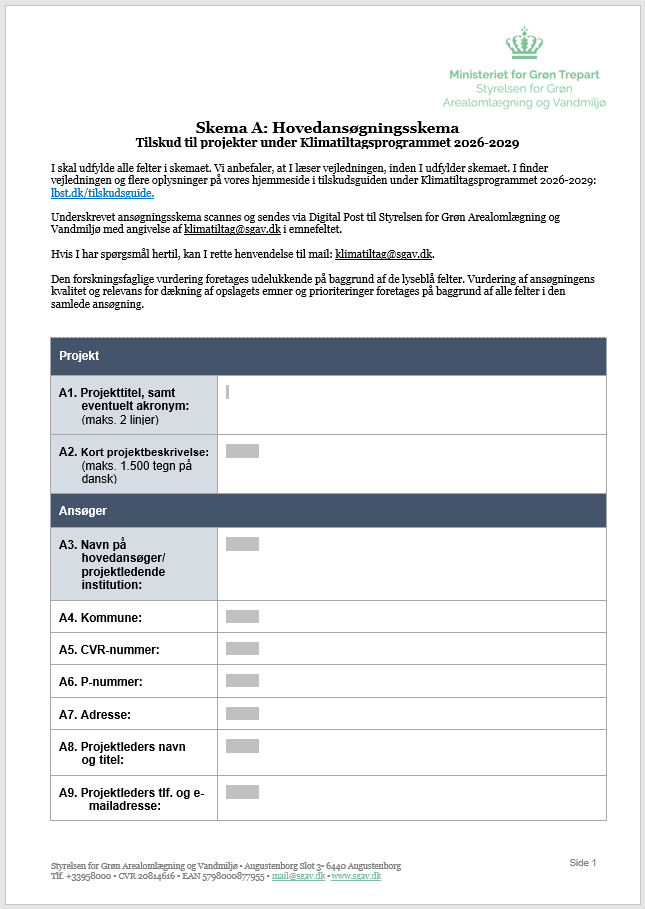 Ministeriet for Grøn Trepart
Styrelsen for Grøn
Arealomlægning og Vandmiljø
Skema A: Hovedansøgningsskema
Tilskud til projekter under Klimatiltagsprogrammet 2026-2029
I skal udfylde alle felter i skemaet. Vi anbefaler, at I læser vejledningen, inden I udfylder skemaet. I finder
vejledningen og flere oplysninger på vores hjemmeside i tilskudsguiden under Klimatiltagsprogrammet 2026-2029:
lbst.dk/tilskudsguide.
Underskrevet ansøgningsskema scannes og sendes via Digital Post til Styrelsen for Grøn Arealomlægning og
Vandmiljø med angivelse af klimatiltag@sgav.dk i emnefeltet.
Hvis I har spørgsmål hertil, kan I rette henvendelse til mail: klimatiltag@sgav.dk.
Den forskningsfaglige vurdering foretages udelukkende på baggrund af de lyseblå felter. Vurdering af ansøgningens
kvalitet og relevans for dækning af opslagets emner og prioriteringer foretages på baggrund af alle felter i den
samlede ansøgning.
Projekt
A1. Projekttitel, samt
eventuelt akronym:
(maks. 2 linjer)
A2. Kort projektbeskrivelse:
(maks. 1.500 tegn på
dansk)
Ansøger
A3. Navn på
hovedansøger/
projektledende
institution:
A4. Kommune:
A5. CVR-nummer:
A6. P-nummer:
A7. Adresse:
A8. Projektleders navn
og titel:
A9. Projektleders tlf. og e-
mailadresse:
Styrelsen for Grøn Arealomlægning og Vandmiljø • Augustenborg Slot 3• 6440 Augustenborg
Tlf. +33958000 • CVR 20814616 • EAN 5798000877955 • mail@sgav.dk • www.sgav.dk
Side 1